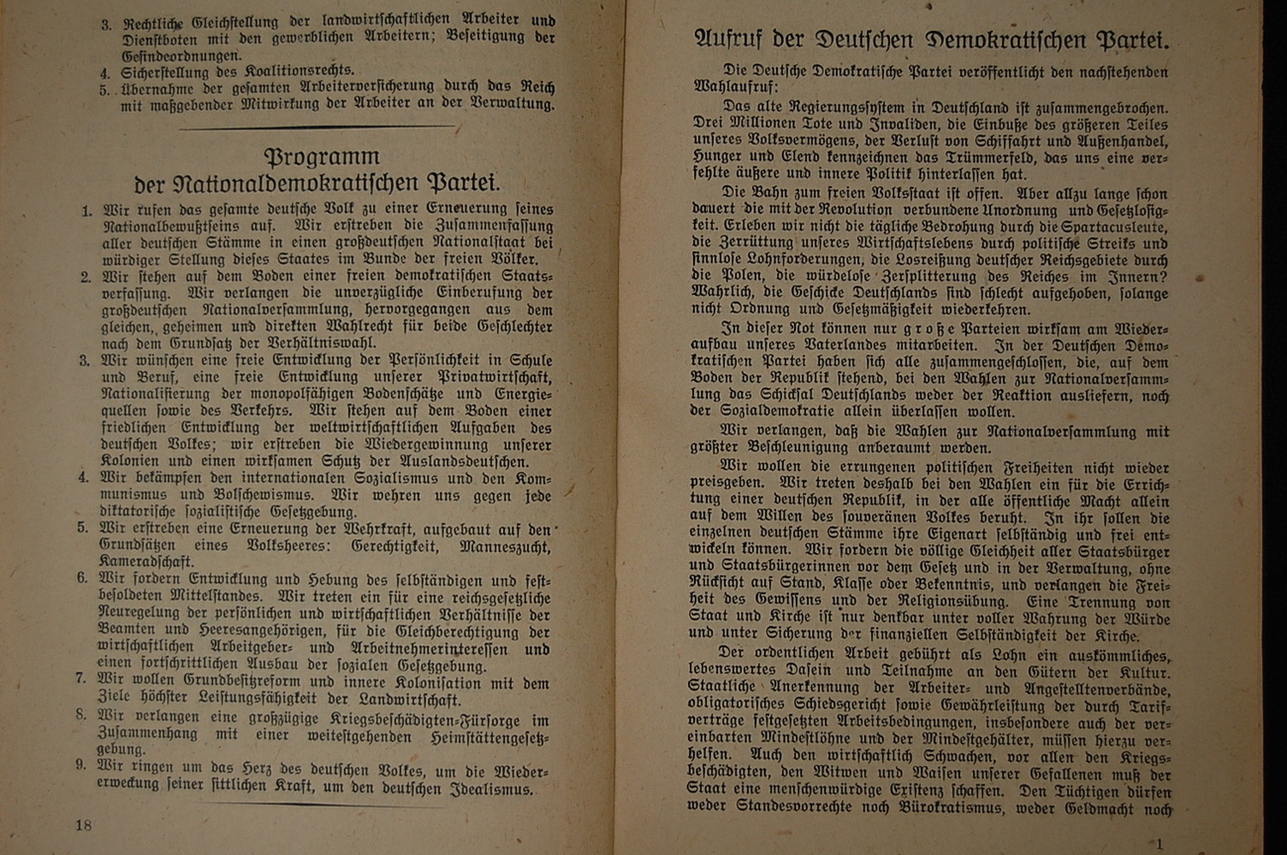 3. Rechtliche Gleichstellung der landwirtschaftlichen Arbeiter und
Dienstboten mit den gewerblichen Arbeitern; Beseitigung der
Gesindeordnungen.
4. Sicherstellung des Koalitionsrechts.
5. Übernahme der gesamten Arbeiterversicherung durch das Reich
mit maßgebender Mitwirkung der Arbeiter an der Verwaltung.
Programm
der Nationaldemokratischen Partei.
1. Wir rufen das gesamte deutsche Volk zu einer Erneuerung seines
Nationalbewußtseins auf. Wir erstreben die Zusammenfassung
aller deutschen Stämme in einen großdeutschen Nationalstaat bei
würdiger Stellung dieses Staates im Bunde der freien Völker.
2. Wir stehen auf dem Boden einer freien demokratischen Staats-
verfassung. Wir verlangen die unverzügliche Einberufung der
großdeutschen Nationalversammlung, hervorgegangen aus dem
gleichen, geheimen und direkten Wahlrecht für beide Geschlechter
nach dem Grundsatz der Verhältniswahl.
3. Wir wünschen eine freie Entwicklung der Persönlichkeit in Schule
und Beruf, eine freie Entwicklung unserer Privatwirtschaft,
Nationalisierung der monopolfähigen Bodenschätze und Energie-
quellen sowie des Verkehrs. Wir stehen auf dem Boden einer
friedlichen Entwicklung der weltwirtschaftlichen Aufgaben des
deutschen Volkes; wir erstreben die Wiedergewinnung unserer
Kolonien und einen wirksamen Schutz der Auslandsdeutschen.
4. Wir bekämpfen den internationalen Sozialismus und den Kom-
munismus und Bolschewismus. Wir wehren uns gegen jede
diktatorische sozialistische Gesetzgebung.
5. Wir erstreben eine Erneuerung der Wehrkraft, aufgebaut auf den
Grundsätzen eines Volksheeres: Gerechtigkeit, Manneszucht,
Kameradschaft.
6. Wir fordern Entwicklung und Hebung des selbständigen und fest-
besoldeten Mittelstandes. Wir treten ein für eine reichsgesetzliche
Neuregelung der persönlichen und wirtschaftlichen Verhältnisse der
Beamten und Heeresangehörigen, für die Gleichberechtigung der
wirtschaftlichen Arbeitgeber- und Arbeitnehmerinteressen und
einen fortschrittlichen Ausbau der sozialen Gesetzgebung.
7. Wir wollen Grundbesitzreform und innere Kolonisation mit dem
Ziele höchster Leistungsfähigkeit der Landwirtschaft.
8. Wir verlangen eine großzügige Kriegsbeschädigten-Fürsorge im
Zusammenhang mit einer weitestgehenden Heimstättengesetz-
gebung.
9. Wir ringen um das Herz des deutschen Volkes, um die Wieder-
erweckung seiner sittlichen Kraft, um den deutschen Idealismus.
18
Aufruf der Deutschen Demokratischen Partei.
Die Deutsche Demokratische Partei veröffentlicht den nachstehenden
Wahlaufruf:
Das alte Regierungssystem in Deutschland ist zusammengebrochen.
Drei Millionen Tote und Invaliden, die Einbuße des größeren Teiles
unseres Volksvermögens, der Verlust von Schiffahrt und Außenhandel,
Hunger und Elend kennzeichnen das Trümmerfeld, das uns eine ver-
fehlte äußere und innere Politik hinterlassen hat.
Die Bahn zum freien Volksstaat ist offen. Aber allzu lange schon
dauert die mit der Revolution verbundene Unordnung und Gesetzlosig-
keit. Erleben wir nicht die tägliche Bedrohung durch die Spartacusleute,
die Zerrüttung unseres Wirtschaftslebens durch politische Streiks und
sinnlose Lohnforderungen, die Losreißung deutscher Reichsgebiete durch
die Polen, die würdelose Zersplitterung des Reiches im Innern?
Wahrlich, die Geschicke Deutschlands sind schlecht aufgehoben, solange
nicht Ordnung und Gesetzmäßigkeit wiederkehren.
In dieser Not können nur große Parteien wirksam am Wieder-
aufbau unseres Vaterlandes mitarbeiten. In der Deutschen Demo-
kratischen Partei haben sich alle zusammengeschlossen, die, auf dem
Boden der Republik stehend, bei den Wahlen zur Nationalversamm-
lung das Schicksal Deutschlands weder der Reaktion ausliefern, noch
der Sozialdemokratie allein überlassen wollen.
Wir verlangen, daß die Wahlen zur Nationalversammlung mit
größter Beschleunigung anberaumt werden.
Wir wollen die errungenen politischen Freiheiten nicht wieder
preisgeben. Wir treten deshalb bei den Wahlen ein für die Errich-
tung einer deutschen Republik, in der alle öffentliche Macht allein
auf dem Willen des souveränen Volkes beruht. In ihr sollen die
einzelnen deutschen Stämme ihre Eigenart selbständig und frei ent-
wickeln können. Wir fordern die völlige Gleichheit aller Staatsbürger
und Staatsbürgerinnen vor dem Gesetz und in der Verwaltung, ohne
Rücksicht auf Stand, Klasse oder Bekenntnis, und verlangen die Frei-
heit des Gewissens und der Religionsübung. Eine Trennung von
Staat und Kirche ist nur denkbar unter voller Wahrung der Würde
und unter Sicherung der finanziellen Selbständigkeit der Kirche.
Der ordentlichen Arbeit gebührt als Lohn ein auskömmliches,
lebenswertes Dasein und Teilnahme an den Gütern der Kultur.
Staatliche Anerkennung der Arbeiter- und Angestelltenverbände,
obligatorisches Schiedsgericht sowie Gewährleistung der durch Tarif-
verträge festgesetzten Arbeitsbedingungen, insbesondere auch der ver-
einbarten Mindestlöhne und der Mindestgehälter, müssen hierzu ver-
helfen. Auch den wirtschaftlich Schwachen, vor allen den Kriegs-
beschädigten, den Witwen und Waisen unserer Gefallenen muß der
Staat eine menschenwürdige Existenz schaffen. Den Tüchtigen dürfen
weder Standesvorrechte noch Bürokratismus, weder Geldmacht noch
1